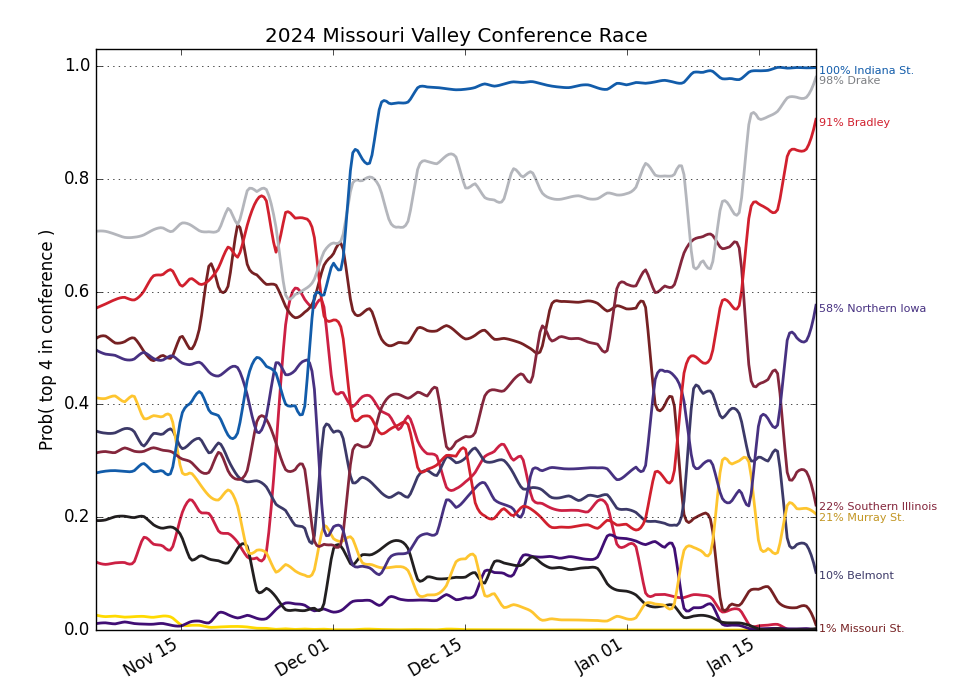 2024 Missouri Valley Conference Race
Prob( top 4 in conference )
1.0
0.8
0.6
0.4
0.2
0.0
Nov 15
Dec 01
Dec 15
Jan 01
Jan 15
100% Indiana St.
98% Drake
91% Bradley
58% Northern Iowa
22% Southern Illinois
21% Murray St.
10% Belmont
1% Missouri St.